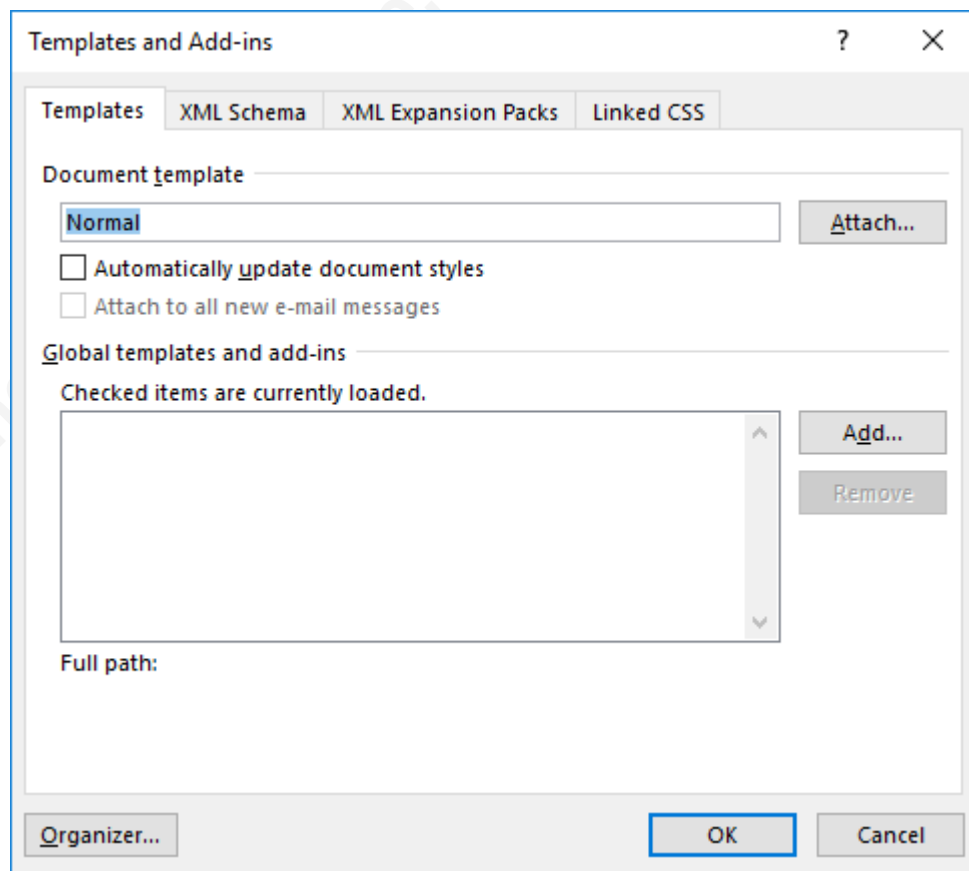 Templates and Add-ins ?
Templates XML Schema XML Expansion Packs Linked CSS
Document template
Normal Attach...
Automatically update document styles
Attach to all new e-mail messages
Global templates and add-ins
Checked items are currently loaded.
Add...
Remove
Full path:
Organizer... OK Cancel